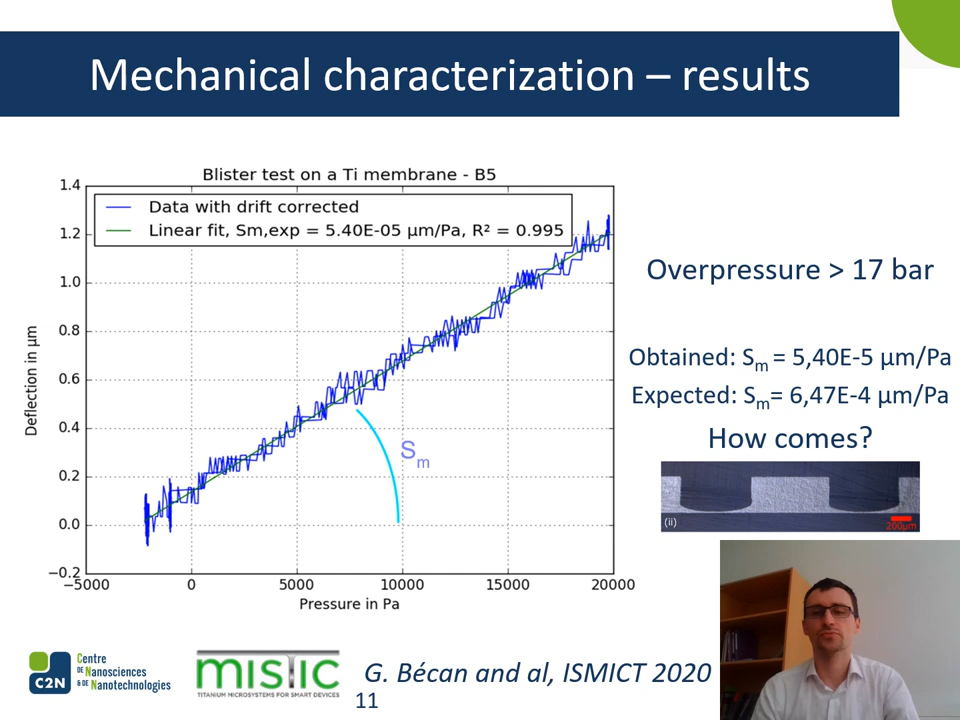 Mechanical characterization – results
Blister test on a Ti membrane - B5
Data with drift corrected
Linear fit, Sm,exp = 5.40E-05 µm/Pa, R² = 0.995
1.4
1.2
1.0
0.8
0.6
0.4
0.2
0.0
−0.2
Deflection in µm
Sm
−5000
0
5000
10000
15000
20000
Pressure in Pa
Overpressure > 17 bar
Obtained: Sm = 5,40E-5 µm/Pa
Expected: Sm= 6,47E-4 µm/Pa
How comes?
(ii)
200µm
C2N
Centre
DE Nanosciences
& DE Nanotechnologies
MISTIC
TITANIUM MICROSYSTEMS FOR SMART DEVICES
G. Bécan and al, ISMICT 2020
11